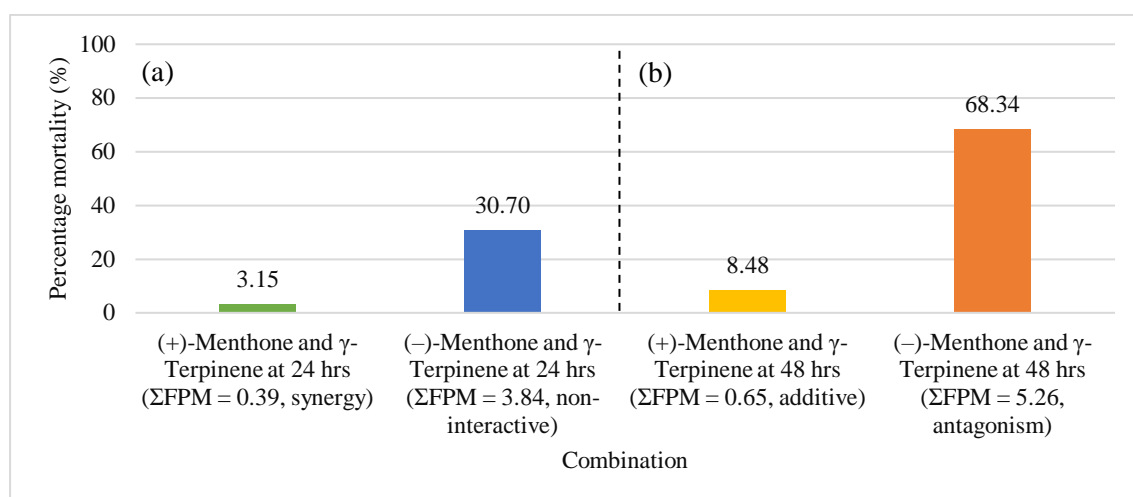 Percentage mortality (%)
100
80
60
40
20
0
(a)
(b)
3.15
30.70
8.48
68.34
(+)-Menthone and γ-
Terpinene at 24 hrs
(ΣFPM = 0.39, synergy)
(–)-Menthone and γ-
Terpinene at 24 hrs
(ΣFPM = 3.84, non-
interactive)
(+)-Menthone and γ-
Terpinene at 48 hrs
(ΣFPM = 0.65, additive)
(–)-Menthone and γ-
Terpinene at 48 hrs
(ΣFPM = 5.26,
antagonism)
Combination